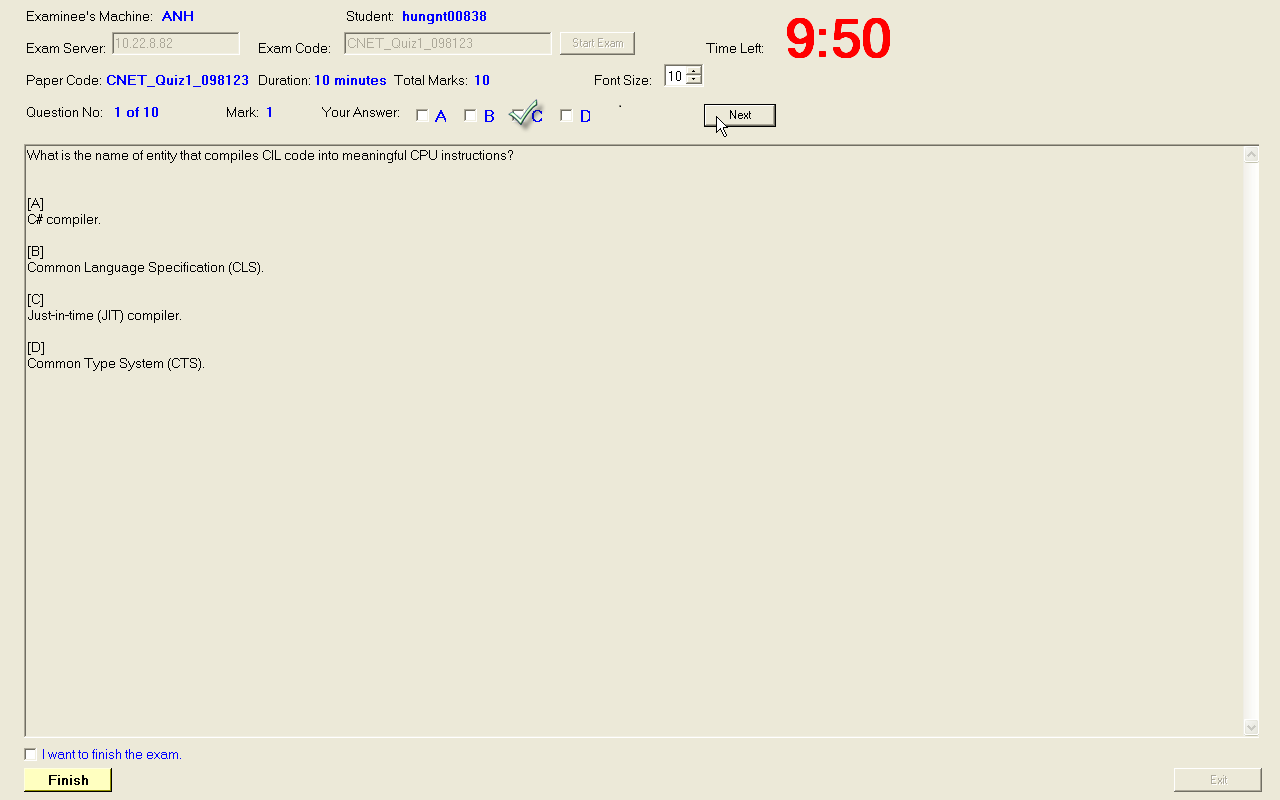 Examinee's Machine: ANH Student: hungnt00838
Exam Server: 10.22.8.82 Exam Code: CNET_Quiz1_098123 Start Exam Time Left: 9:50
Paper Code: CNET_Quiz1_098123 Duration: 10 minutes Total Marks: 10 Font Size: 10
Question No: 1 of 10 Mark: 1 Your Answer: A B C D Next
What is the name of entity that compiles CIL code into meaningful CPU instructions?
[A]
C# compiler.
[B]
Common Language Specification (CLS).
[C]
Just-in-time (JIT) compiler.
[D]
Common Type System (CTS).
I want to finish the exam.
Finish Exit